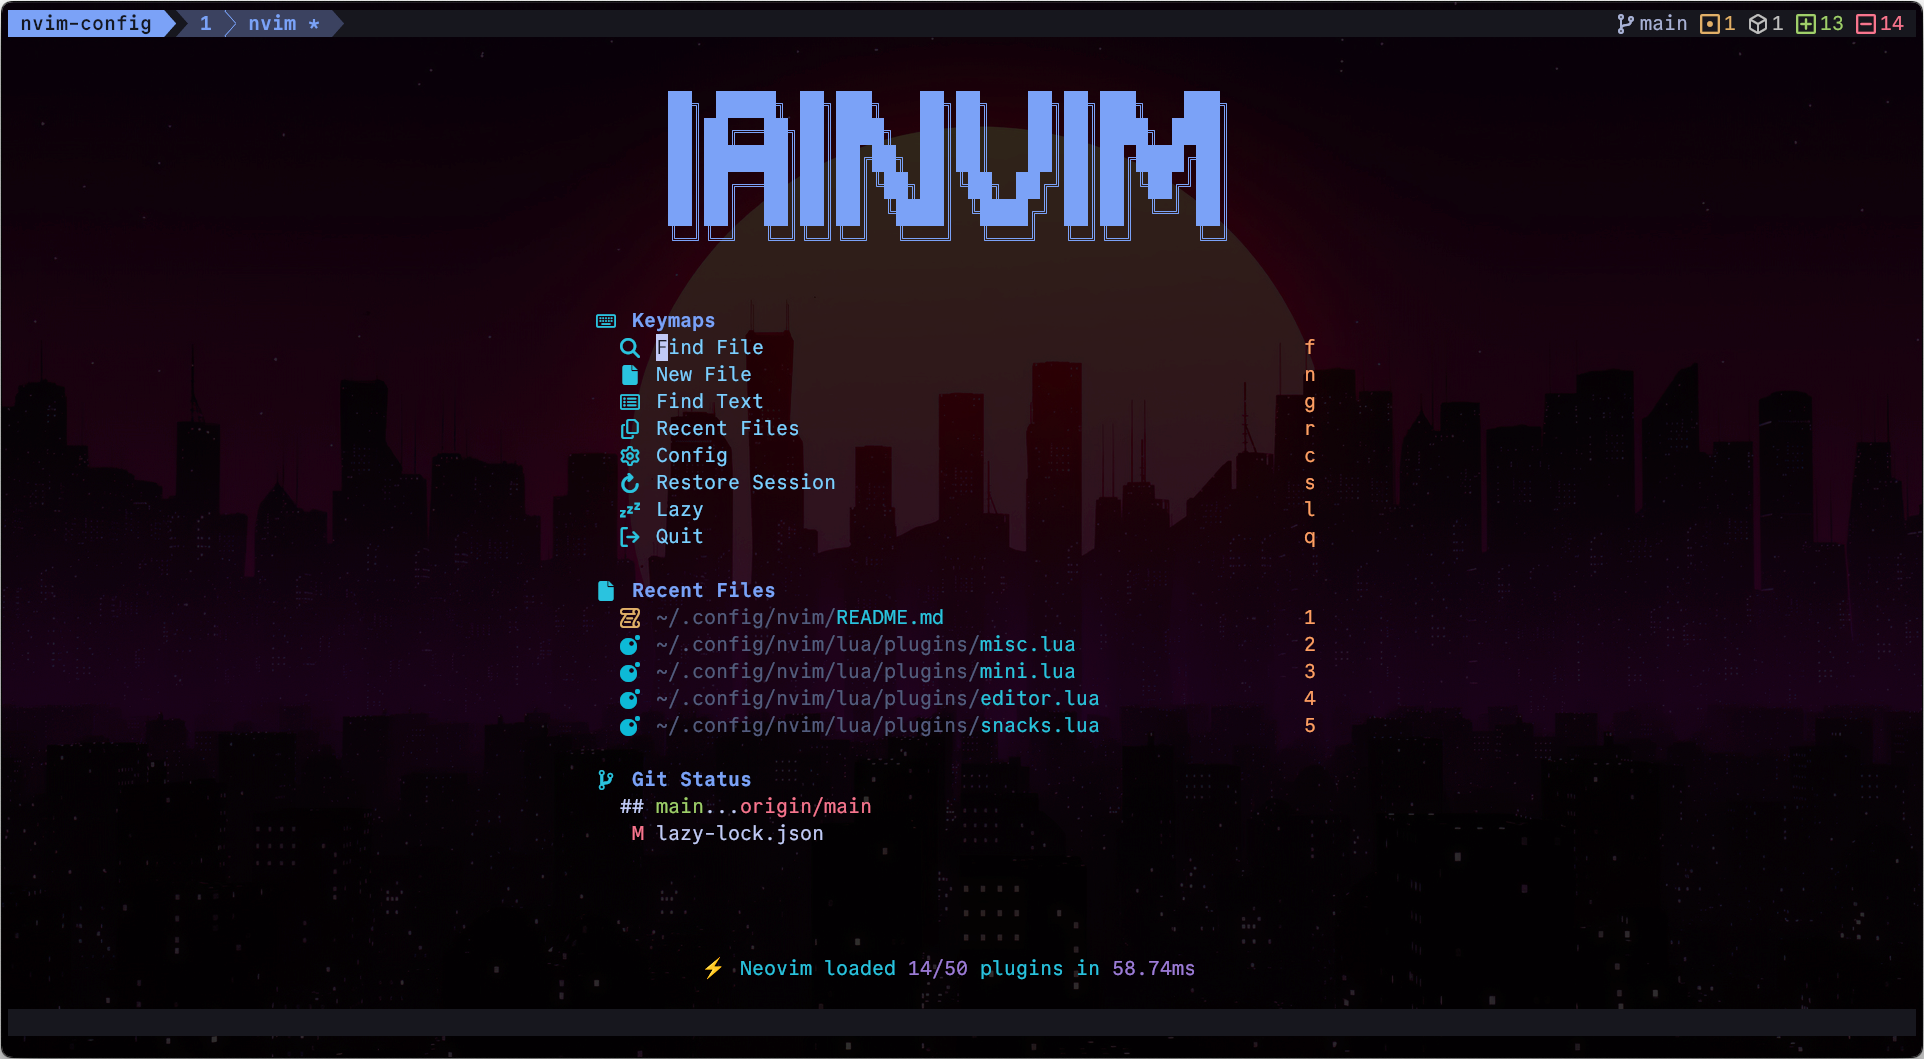 nvim-config 1 nvim * main 1 1 13 14
IANVIM
Keymaps
Find File f
New File n
Find Text g
Recent Files r
Config c
Restore Session s
Lazy l
Quit q
Recent Files
~/.config/nvim/README.md 1
~/.config/nvim/lua/plugins/misc.lua 2
~/.config/nvim/lua/plugins/mini.lua 3
~/.config/nvim/lua/plugins/editor.lua 4
~/.config/nvim/lua/plugins/snacks.lua 5
Git Status
## main...origin/main
M lazy-lock.json
⚡ Neovim loaded 14/50 plugins in 58.74ms